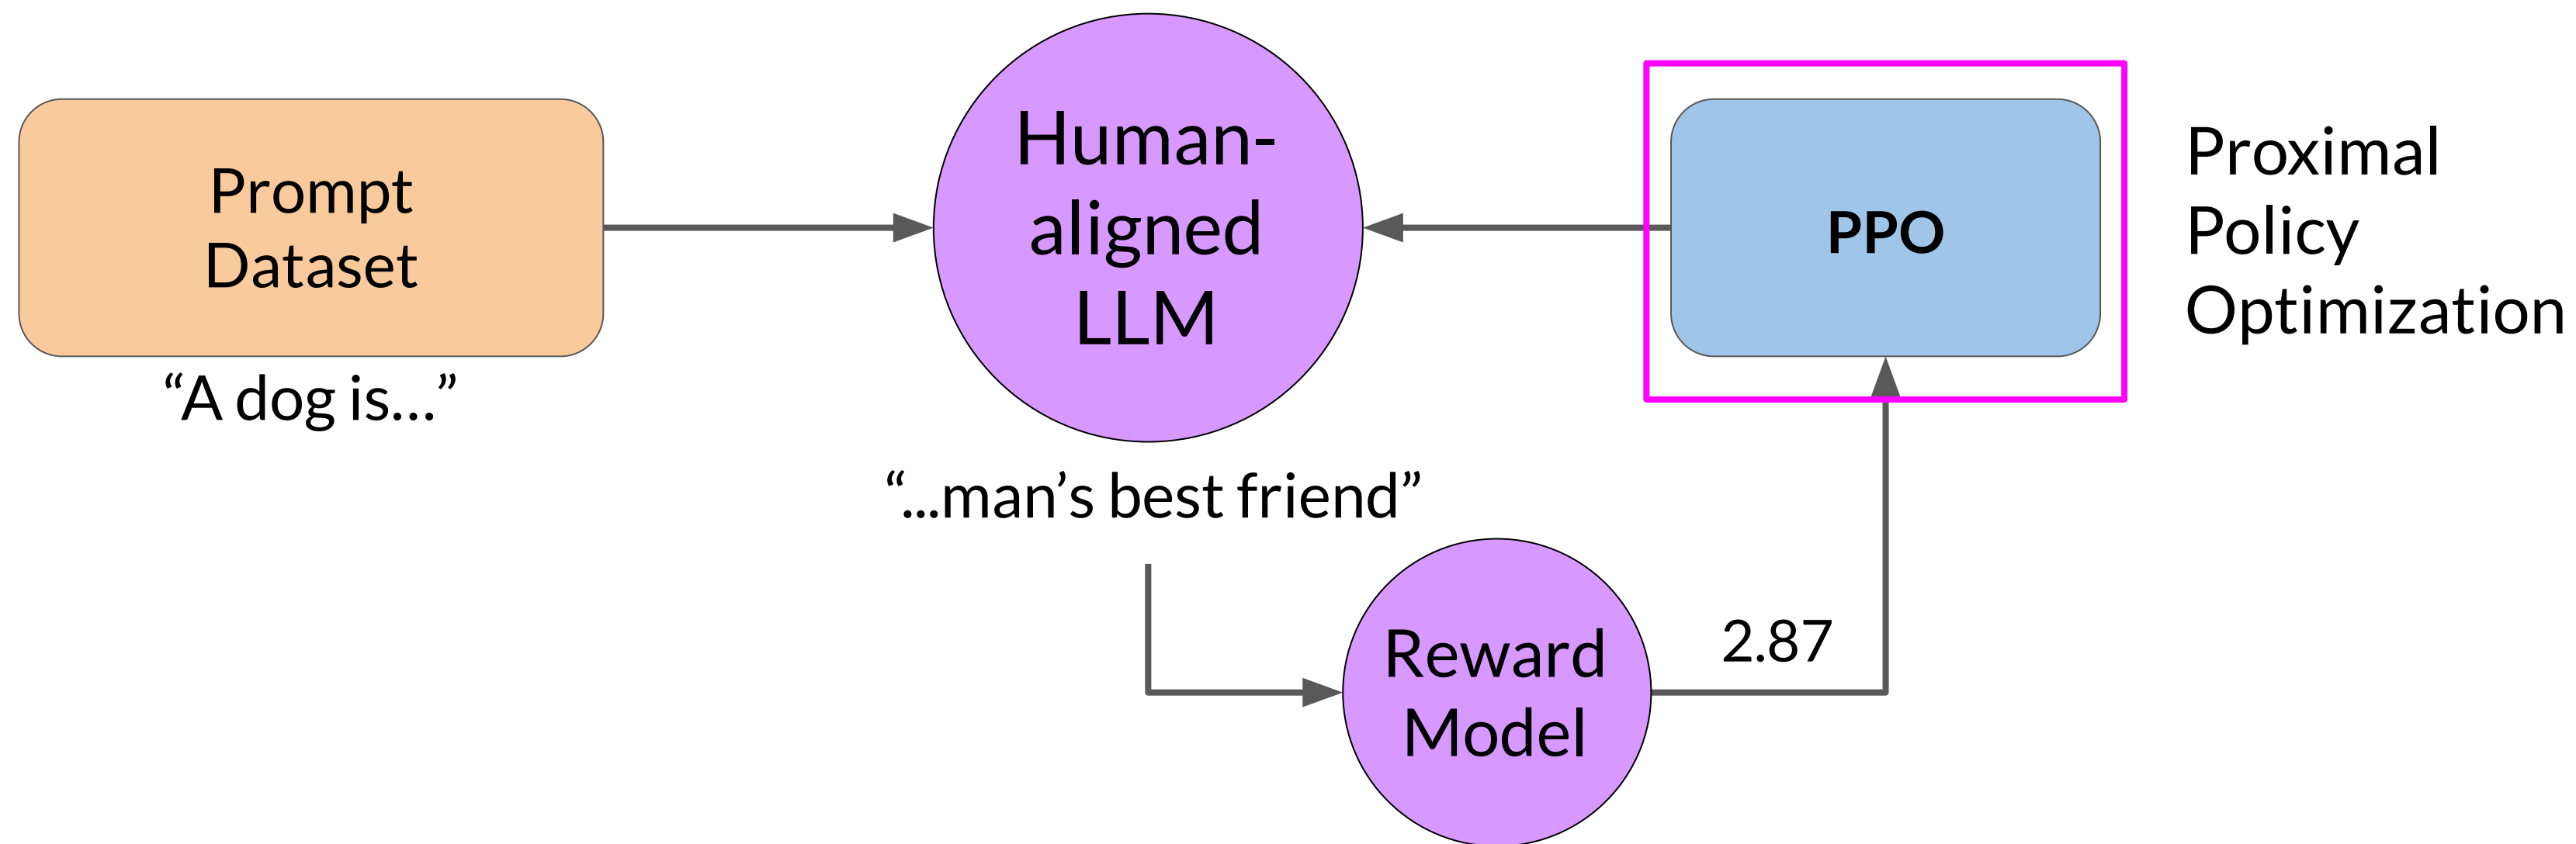 Prompt
Dataset
“A dog is...”
Human-
aligned
LLM
“...man’s best friend”
Reward
Model
2.87
PPO
Proximal
Policy
Optimization